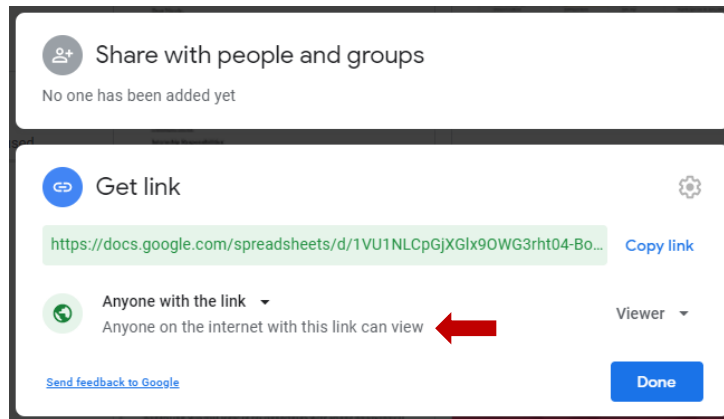 Share with people and groups
No one has been added yet
Get link
https://docs.google.com/spreadsheets/d/1VU1NLCpGjXGlx9OWG3rht04-Bo...
Copy link
Anyone with the link
Anyone on the internet with this link can view
Viewer
Send feedback to Google
Done